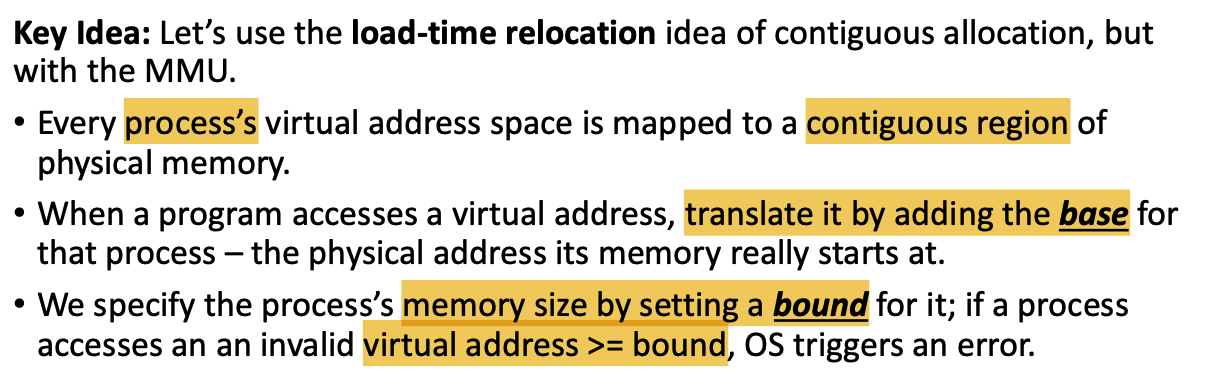 Key Idea: Let's use the load-time relocation idea of contiguous allocation, but
with the MMU.
• Every process's virtual address space is mapped to a contiguous region of
physical memory.
• When a program accesses a virtual address, translate it by adding the base for
that process – the physical address its memory really starts at.
• We specify the process's memory size by setting a bound for it; if a process
accesses an an invalid virtual address >= bound, OS triggers an error.